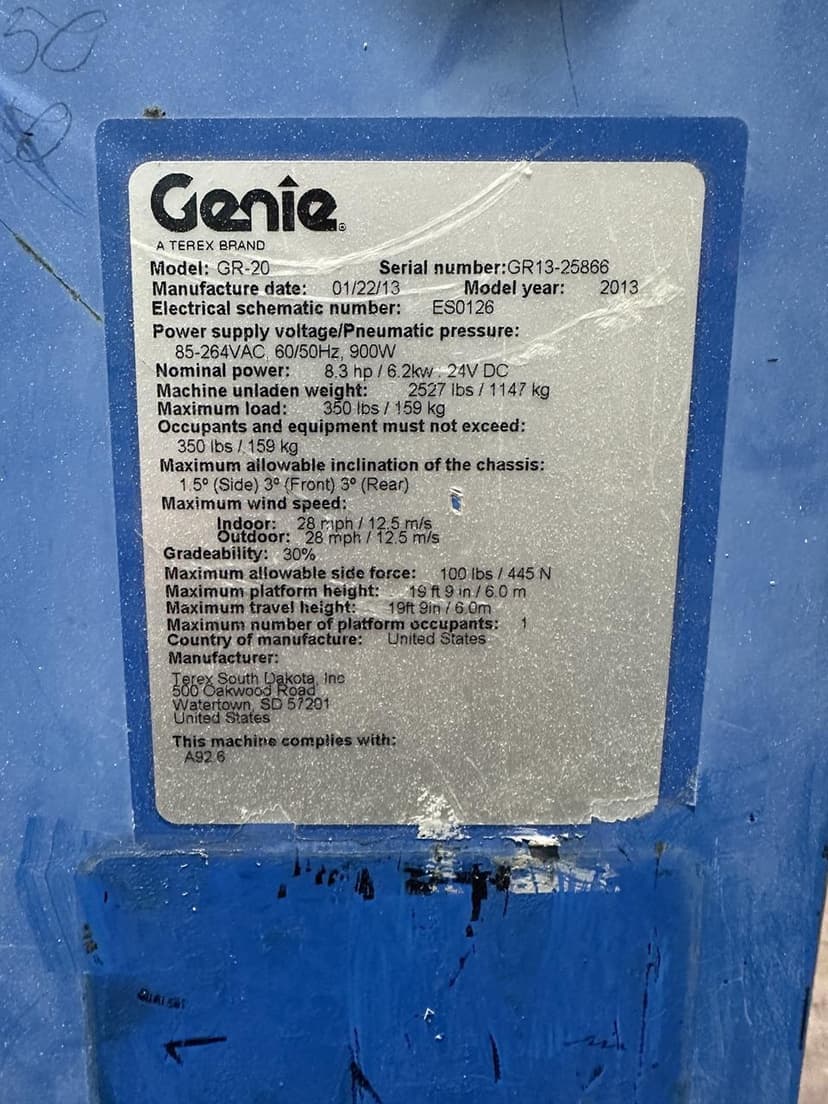 Genie®
A TEREX BRAND
Model: GR-20 Serial number:GR13-25866
Manufacture date: 01/22/13 Model year: 2013
Electrical schematic number: ES0126
Power supply voltage/Pneumatic pressure:
85-264VAC, 60/50Hz, 900W
Nominal power: 8.3 hp / 6.2kw , 24V DC
Machine unladen weight: 2527 lbs / 1147 kg
Maximum load: 350 lbs / 159 kg
Occupants and equipment must not exceed:
350 lbs / 159 kg
Maximum allowable inclination of the chassis:
1.5º (Side) 3º (Front) 3º (Rear)
Maximum wind speed:
Indoor: 28 mph / 12.5 m/s
Outdoor: 28 mph / 12.5 m/s
Gradeability: 30%
Maximum allowable side force: 100 lbs / 445 N
Maximum platform height: 19 ft 9 in / 6.0 m
Maximum travel height: 19ft 9in / 6.0m
Maximum number of platform occupants: 1
Country of manufacture: United States
Manufacturer:
Terex South Dakota, Inc
500 Oakwood Road
Watertown, SD 57201
United States
This machine complies with:
A92.6